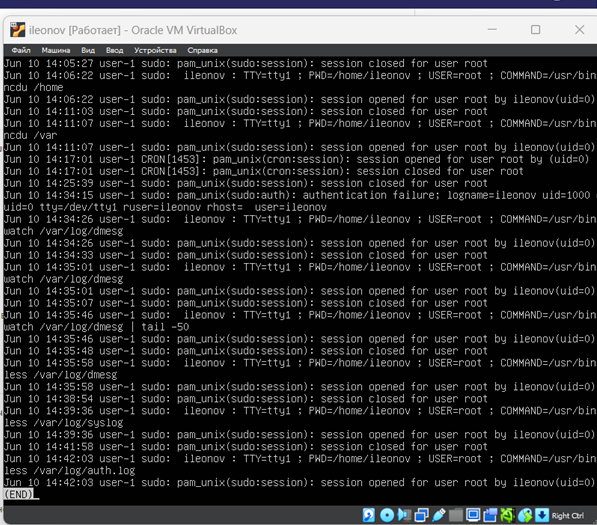 ileonov [Работает] - Oracle VM VirtualBox
Файл Машина Вид Ввод Устройства Справка
Jun 10 14:05:27 user-1 sudo: pam_unix(sudo:session): session closed for user root
Jun 10 14:06:22 user-1 sudo:  ileonov : TTY=tty1 ; PWD=/home/ileonov ; USER=root ; COMMAND=/usr/bin
ncdu /home
Jun 10 14:06:22 user-1 sudo: pam_unix(sudo:session): session opened for user root by ileonov(uid=0)
Jun 10 14:11:03 user-1 sudo: pam_unix(sudo:session): session closed for user root
Jun 10 14:11:07 user-1 sudo:  ileonov : TTY=tty1 ; PWD=/home/ileonov ; USER=root ; COMMAND=/usr/bin
ncdu /var
Jun 10 14:11:07 user-1 sudo: pam_unix(sudo:session): session opened for user root by ileonov(uid=0)
Jun 10 14:17:01 user-1 CRON[1453]: pam_unix(cron:session): session opened for user root by (uid=0)
Jun 10 14:17:01 user-1 CRON[1453]: pam_unix(cron:session): session closed for user root
Jun 10 14:25:39 user-1 sudo: pam_unix(sudo:session): session closed for user root
Jun 10 14:34:15 user-1 sudo: pam_unix(sudo:auth): authentication failure; logname=ileonov uid=1000
uid=0 tty=/dev/tty1 ruser=ileonov rhost=  user=ileonov
Jun 10 14:34:26 user-1 sudo:  ileonov : TTY=tty1 ; PWD=/home/ileonov ; USER=root ; COMMAND=/usr/bin
watch /var/log/dmesg
Jun 10 14:34:26 user-1 sudo: pam_unix(sudo:session): session opened for user root by ileonov(uid=0)
Jun 10 14:34:33 user-1 sudo: pam_unix(sudo:session): session closed for user root
Jun 10 14:35:01 user-1 sudo:  ileonov : TTY=tty1 ; PWD=/home/ileonov ; USER=root ; COMMAND=/usr/bin
watch /var/log/dmesg
Jun 10 14:35:01 user-1 sudo: pam_unix(sudo:session): session opened for user root by ileonov(uid=0)
Jun 10 14:35:07 user-1 sudo: pam_unix(sudo:session): session closed for user root
Jun 10 14:35:46 user-1 sudo:  ileonov : TTY=tty1 ; PWD=/home/ileonov ; USER=root ; COMMAND=/usr/bin
watch /var/log/dmesg | tail -50
Jun 10 14:35:46 user-1 sudo: pam_unix(sudo:session): session opened for user root by ileonov(uid=0)
Jun 10 14:35:48 user-1 sudo: pam_unix(sudo:session): session closed for user root
Jun 10 14:35:58 user-1 sudo:  ileonov : TTY=tty1 ; PWD=/home/ileonov ; USER=root ; COMMAND=/usr/bin
less /var/log/dmesg
Jun 10 14:35:58 user-1 sudo: pam_unix(sudo:session): session opened for user root by ileonov(uid=0)
Jun 10 14:38:54 user-1 sudo: pam_unix(sudo:session): session closed for user root
Jun 10 14:39:36 user-1 sudo:  ileonov : TTY=tty1 ; PWD=/home/ileonov ; USER=root ; COMMAND=/usr/bin
less /var/log/syslog
Jun 10 14:39:36 user-1 sudo: pam_unix(sudo:session): session opened for user root by ileonov(uid=0)
Jun 10 14:41:58 user-1 sudo: pam_unix(sudo:session): session closed for user root
Jun 10 14:42:03 user-1 sudo:  ileonov : TTY=tty1 ; PWD=/home/ileonov ; USER=root ; COMMAND=/usr/bin
less /var/log/auth.log
Jun 10 14:42:03 user-1 sudo: pam_unix(sudo:session): session opened for user root by ileonov(uid=0)
(END)
Right Ctrl